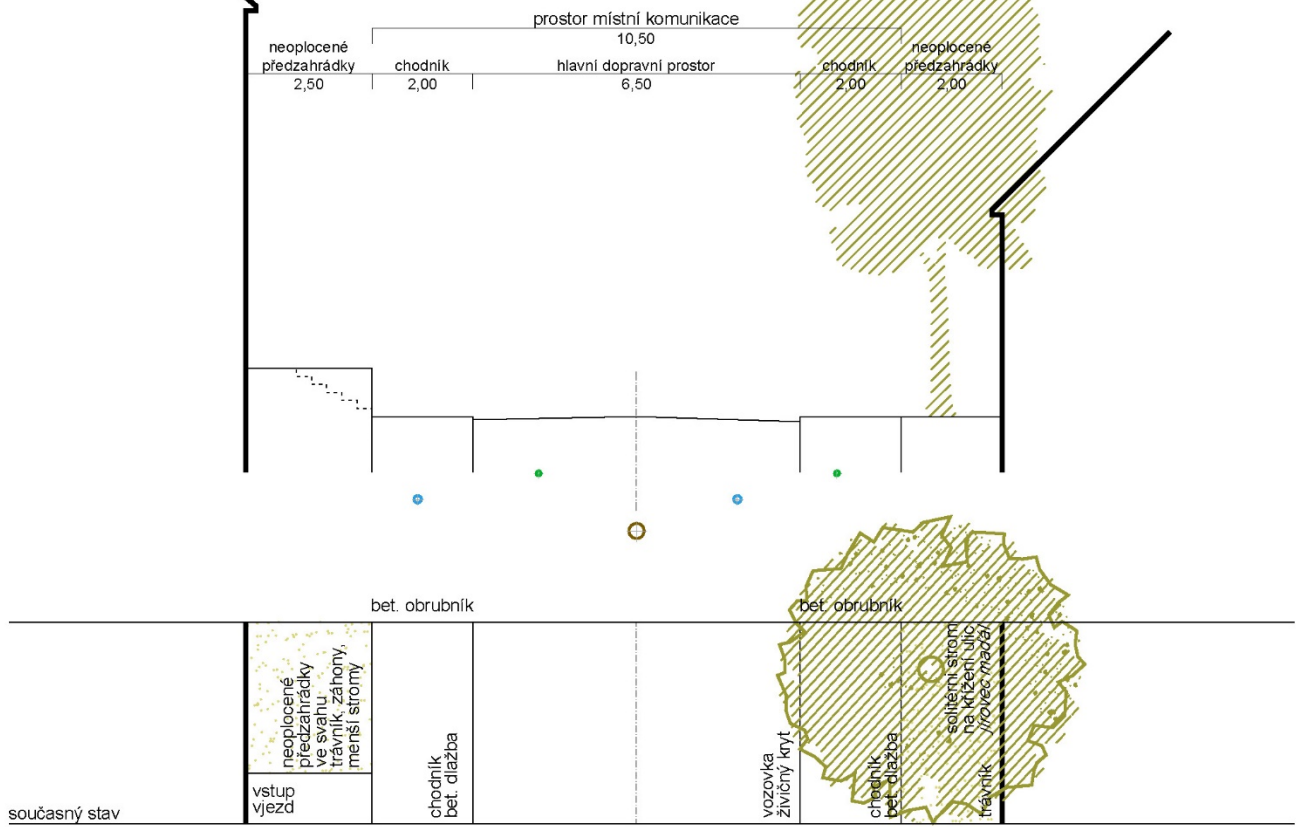 prostor místní komunikace
10,50
neoplocené
předzahrádky
2,50
chodník
2,00
hlavní dopravní prostor
6,50
chodník
2,00
neoplocené
předzahrádky
2,00
bet. obrubník
bet. obrubník
neoplocené
předzahrádky
ve svahu
trávník, záhony,
menší stromy
vstup
vjezd
chodník
bet. dlažba
vozovka
živičný kryt
chodník
bet. dlažba
solitérní strom
na křížení ulic
/jírovec maďal/
trávník
současný stav